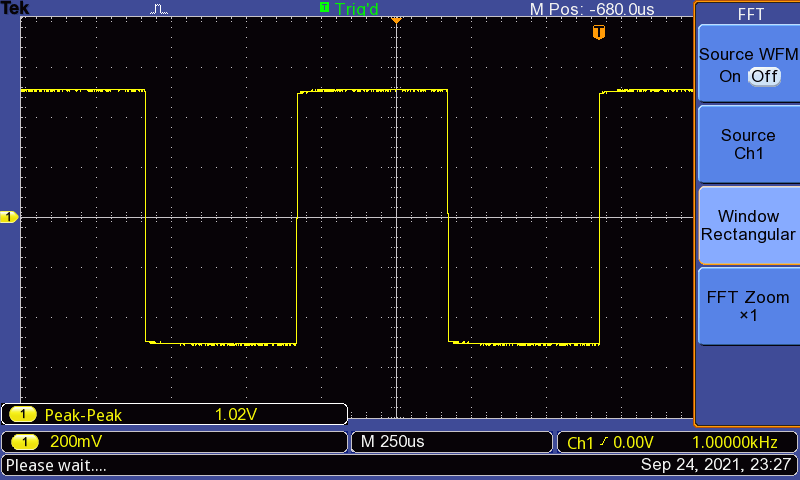 Tek T Trig'd M Pos: -680.0us
FFT
T
Source WFM
On Off
Source
Ch1
1
Window
Rectangular
FFT Zoom
×1
1 Peak-Peak 1.02V
1 200mV M 250us Ch1 0.00V 1.00000kHz
Please wait.... Sep 24, 2021, 23:27